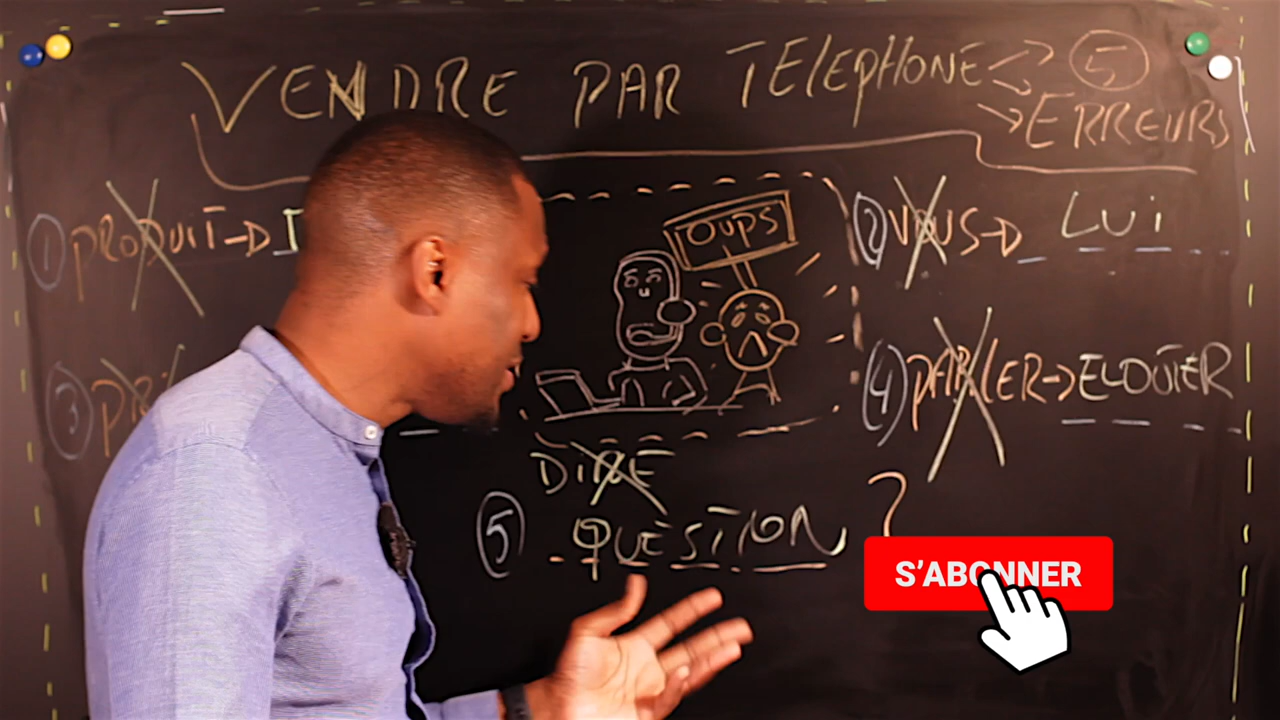 VENDRE PAR TELEPHONE 5
ERREURS
OUPS
1 PRODUIT
2 VOUS LUI
3 PRI
4 PARLER ECOUTER
DIRE
5 QUESTION ?
S'ABONNER